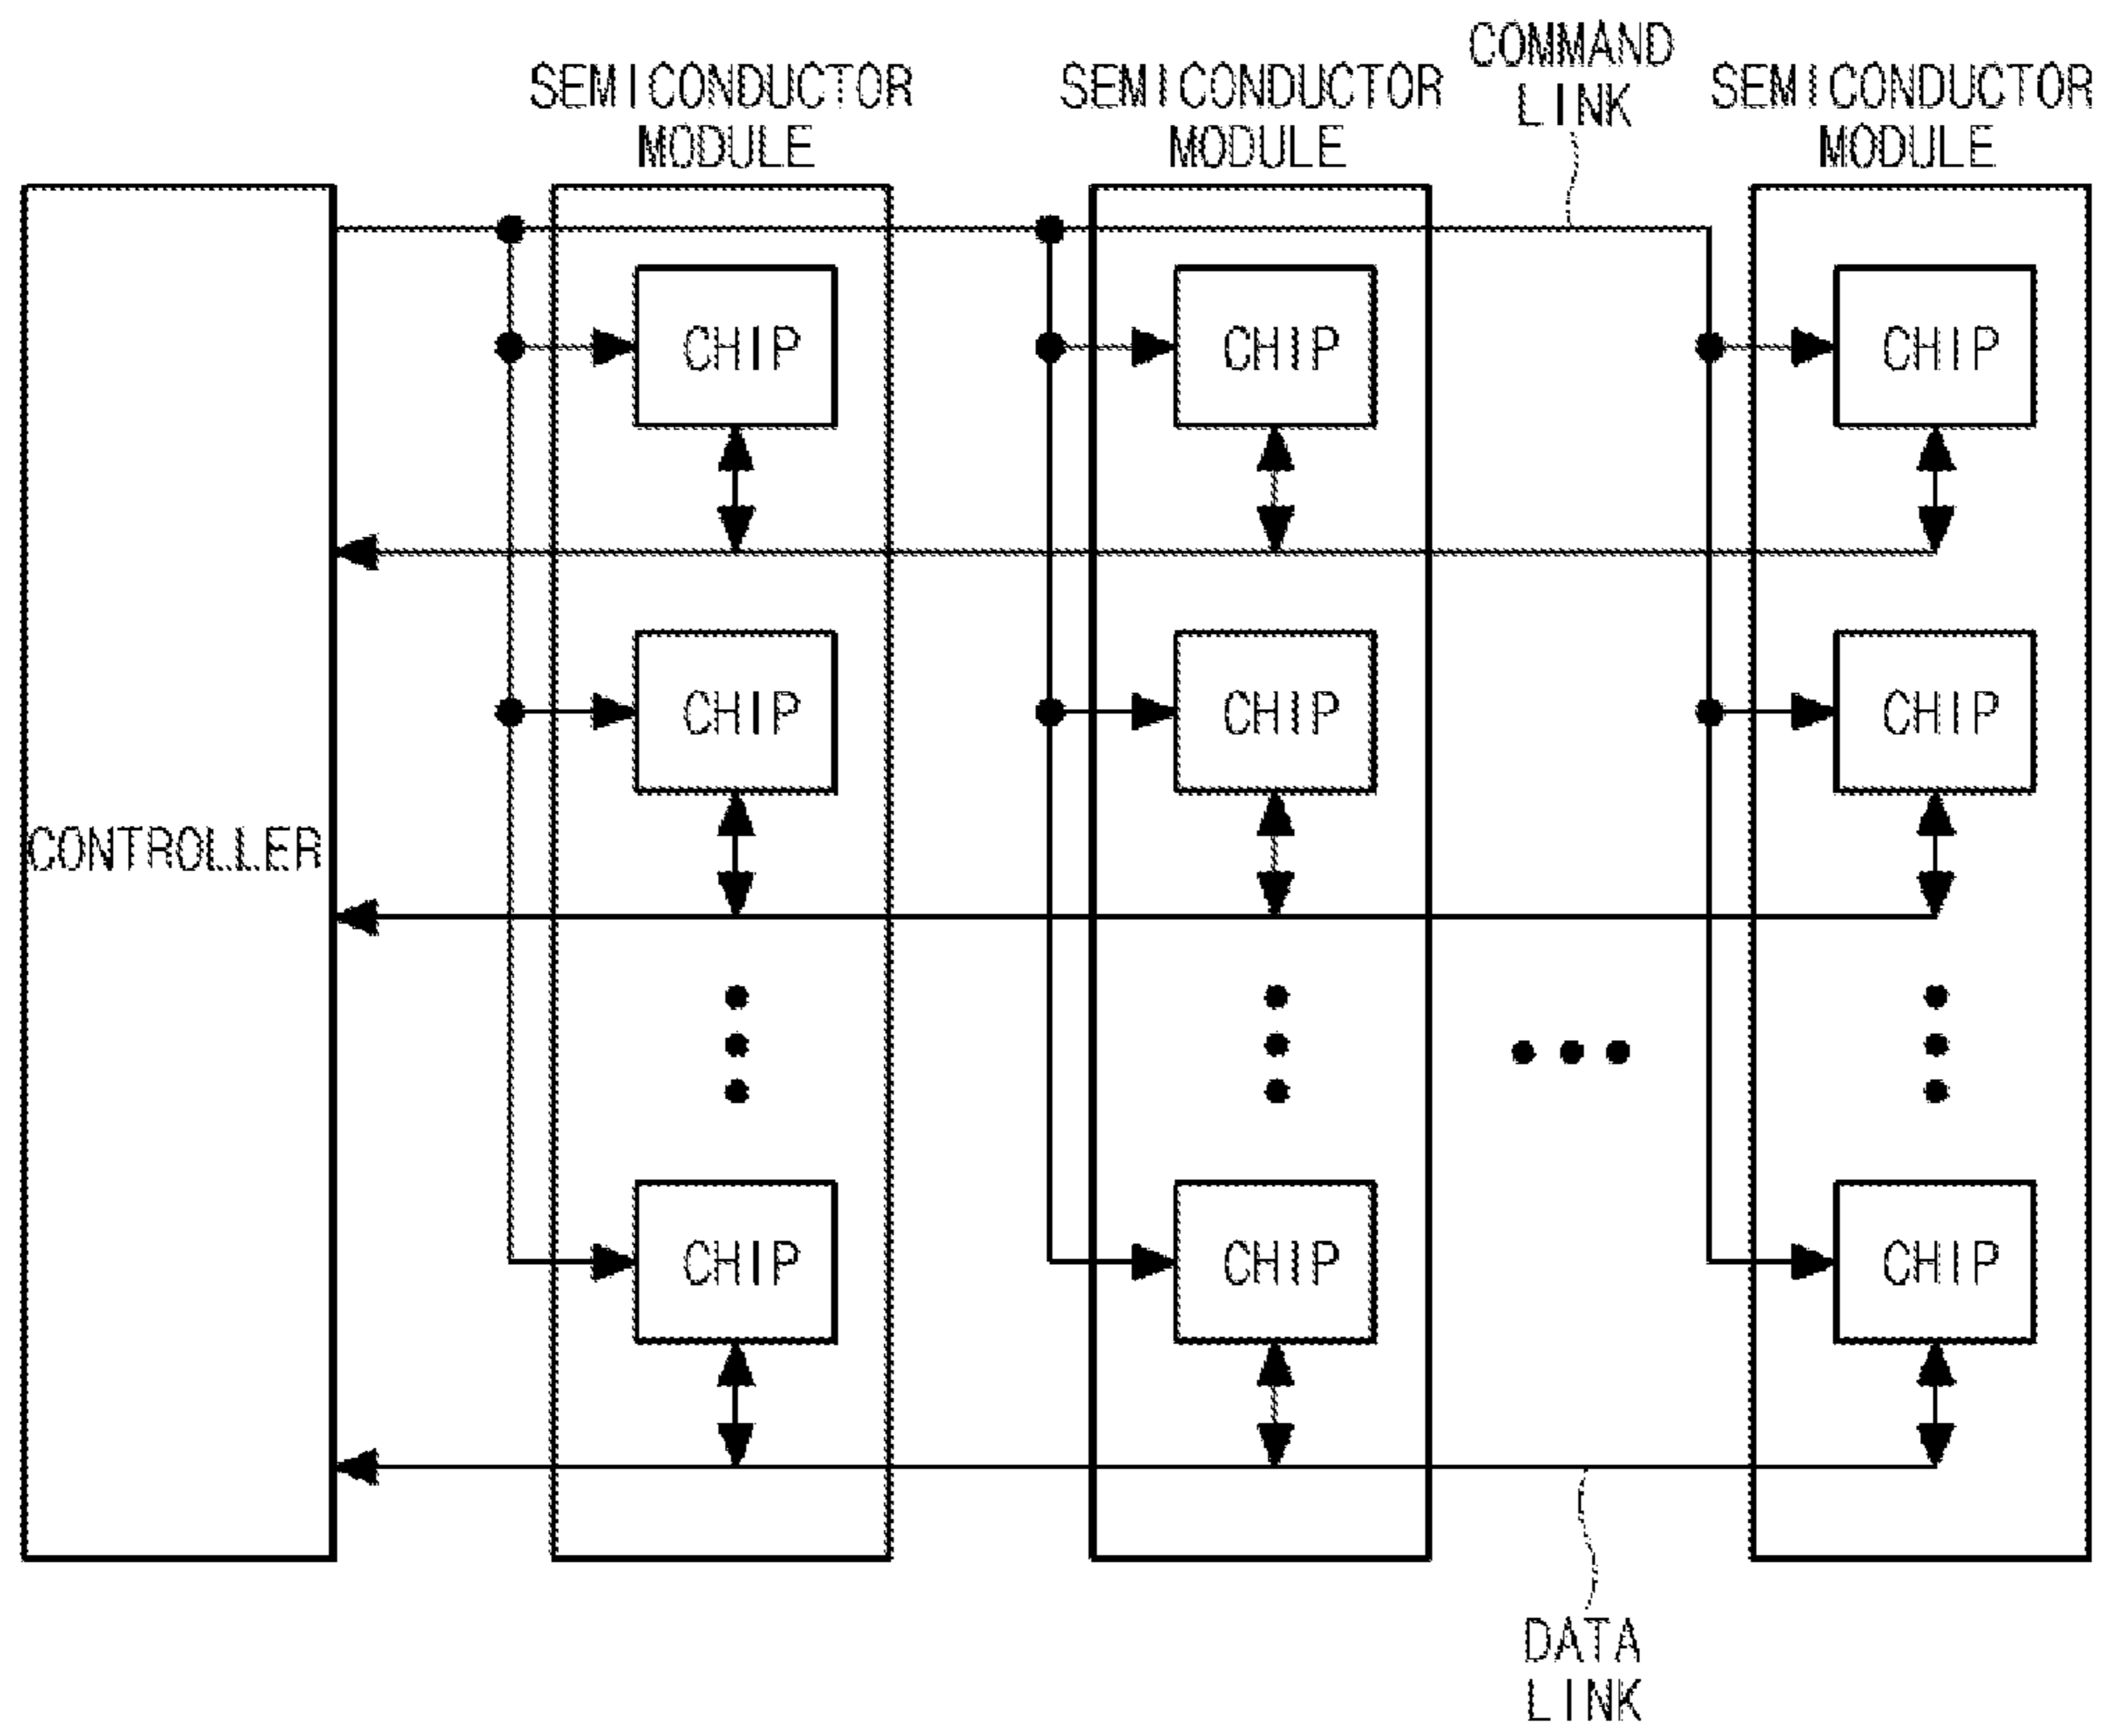 COMMAND
LINK
SEMICONDUCTOR
MODULE
SEMICONDUCTOR
MODULE
SEMICONDUCTOR
MODULE
CHIP
CHIP
CHIP
CHIP
CHIP
CHIP
CONTROLLER
CHIP
CHIP
CHIP
DATA
LINK